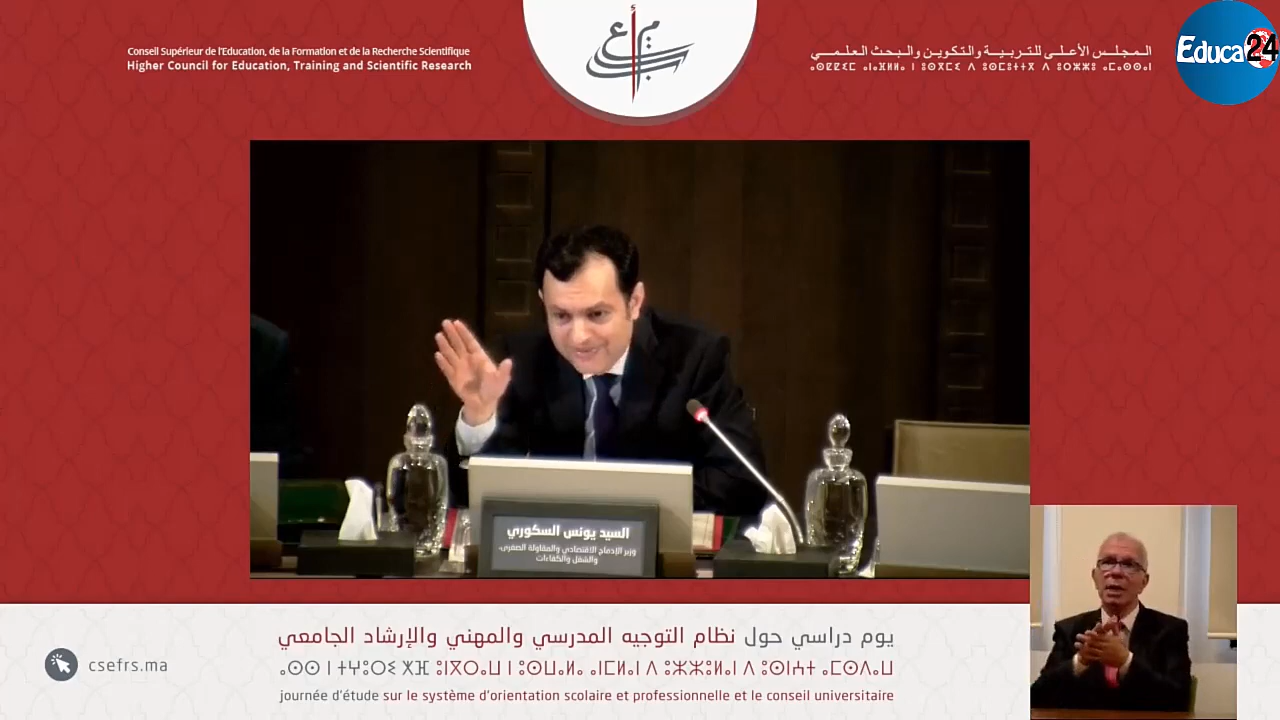 Conseil Supérieur de l'Education, de la Formation et de la Recherche Scientifique
Higher Council for Education, Training and Scientific Research
المجلس الأعلى للتربية والتكوين والبحث العلمي
Educa24
السيد يونس السكوري
وزير الإدماج الاقتصادي والمقاولة الصغرى،
والشغل والكفاءات
يوم دراسي حول نظام التوجيه المدرسي والمهني والإرشاد الجامعي
journée d'étude sur le système d'orientation scolaire et professionnelle et le conseil universitaire
csefrs.ma